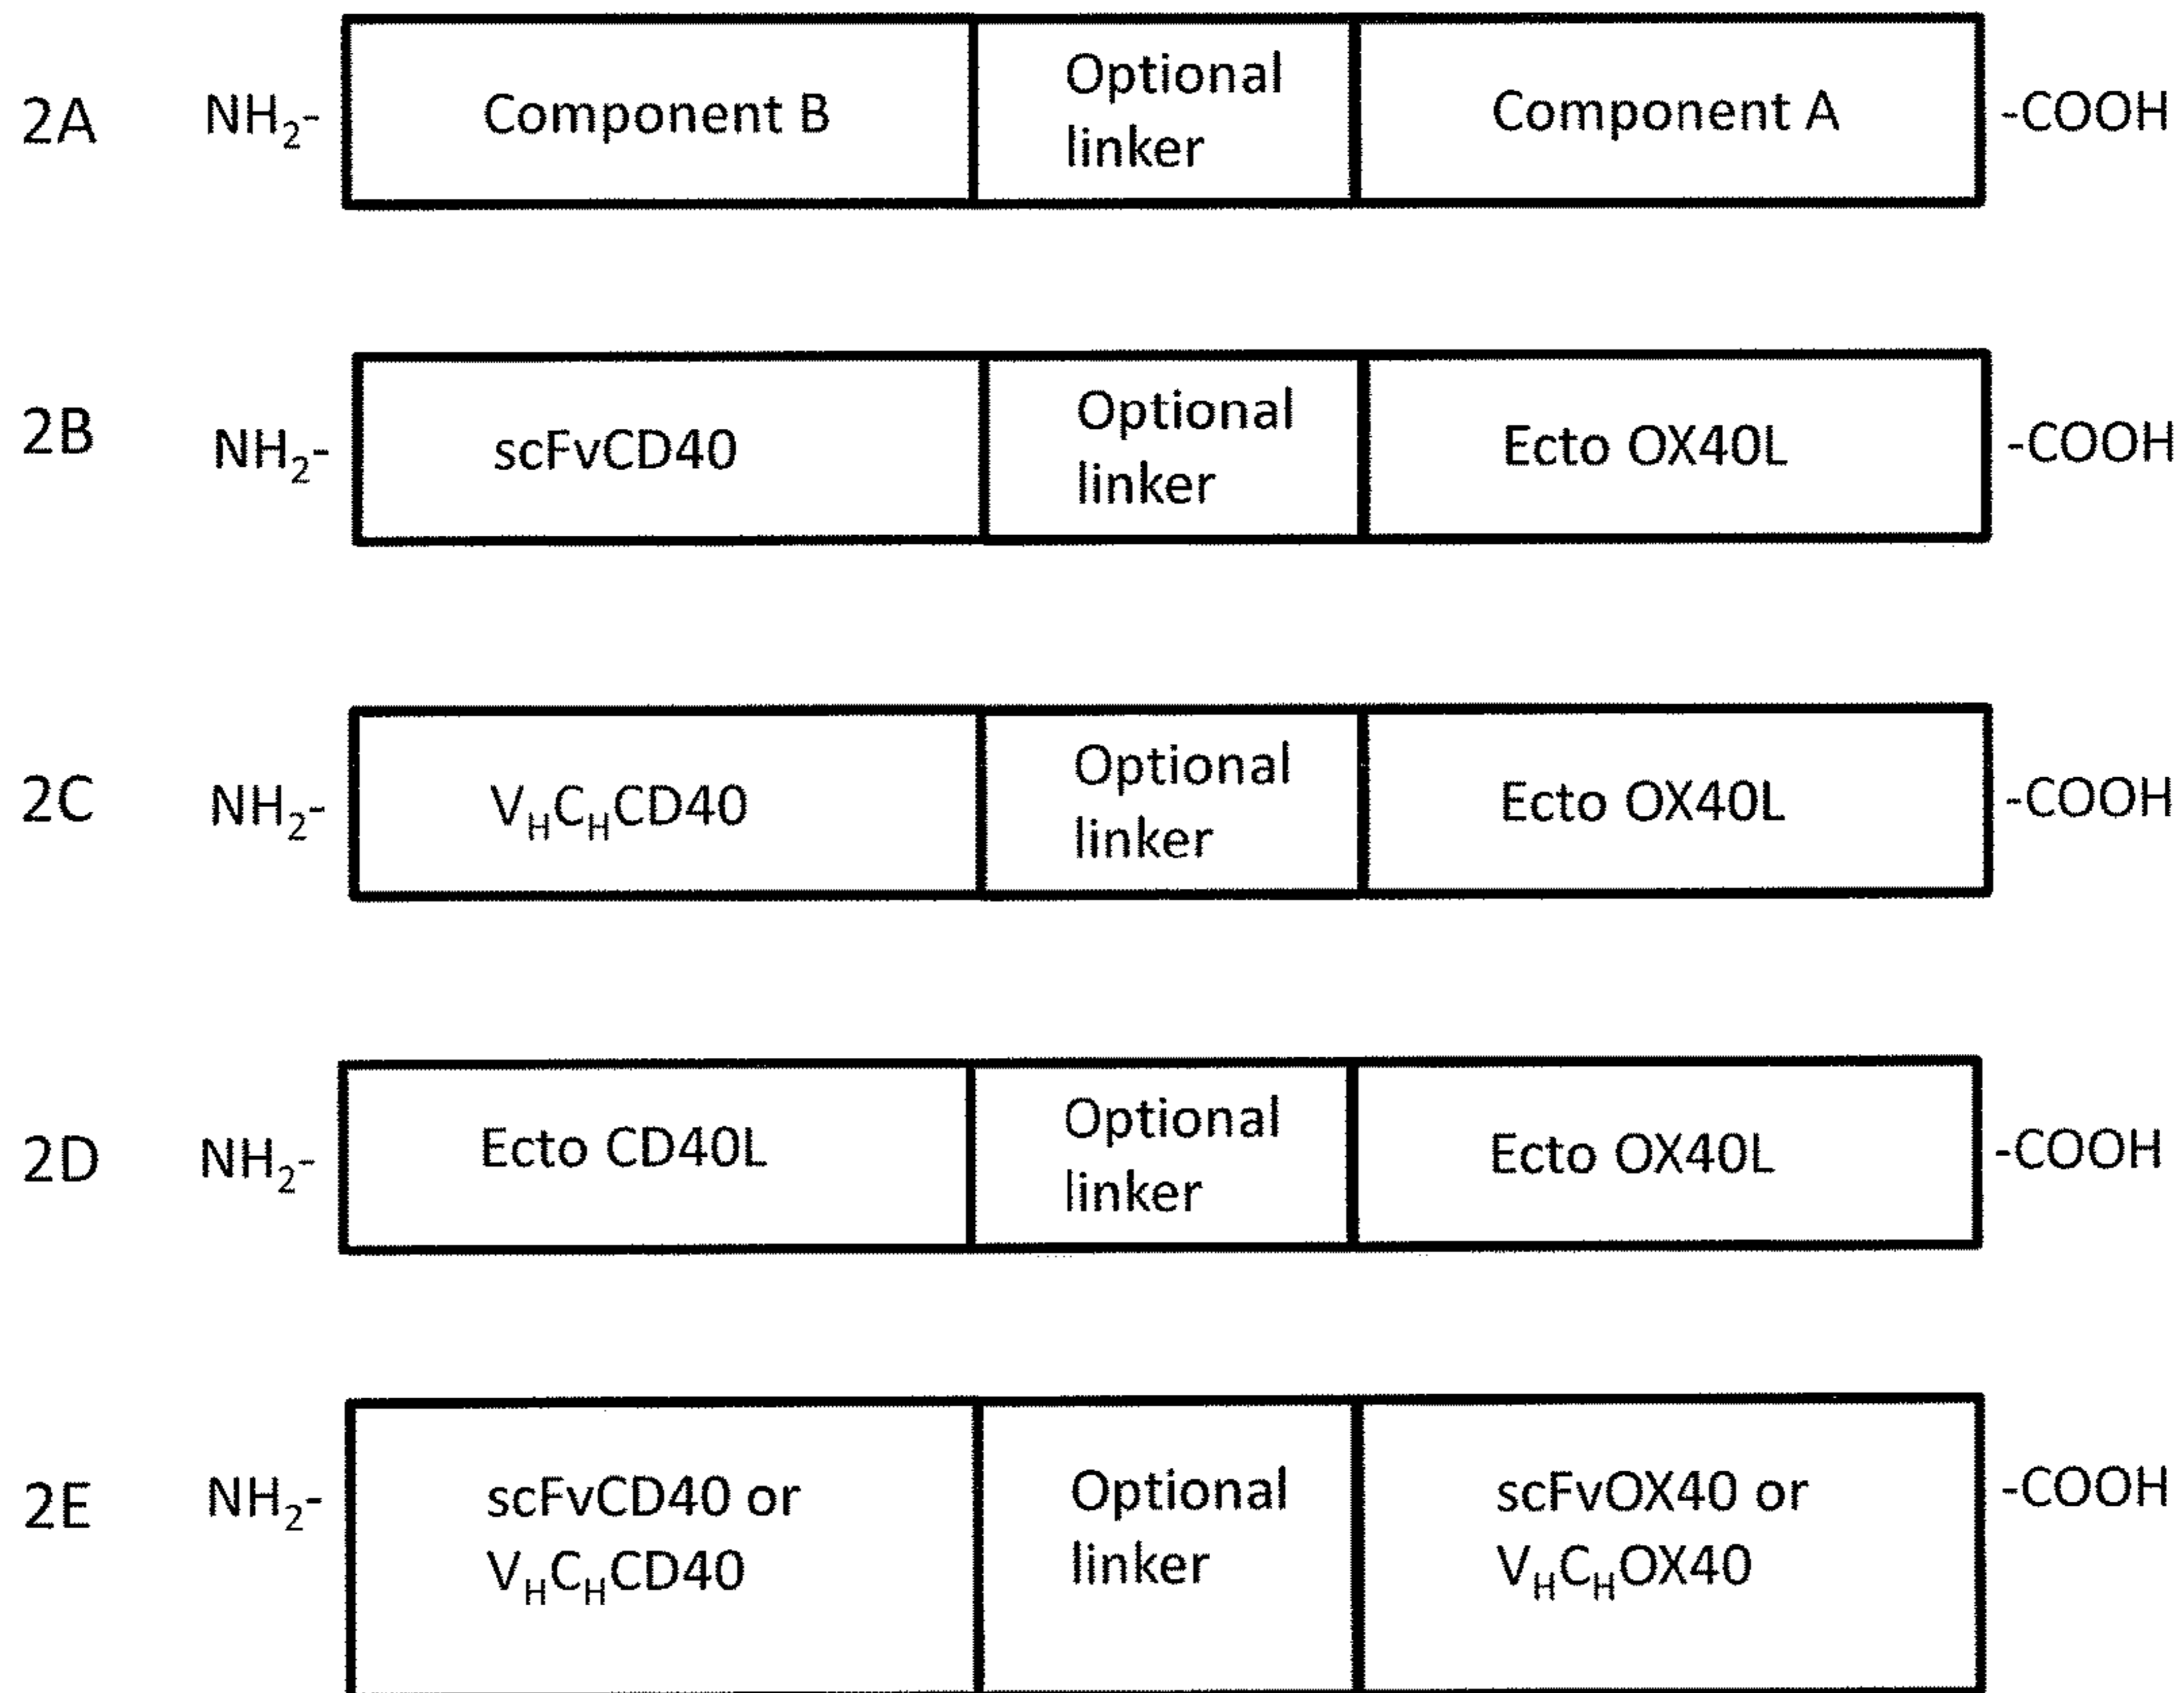 2A NH₂- Component B Optional linker Component A -COOH
2B NH₂- scFvCD40 Optional linker Ecto OX40L -COOH
2C NH₂- VHCHCD40 Optional linker Ecto OX40L -COOH
2D NH₂- Ecto CD40L Optional linker Ecto OX40L -COOH
2E NH₂- scFvCD40 or VHCHCD40 Optional linker scFvOX40 or VHCHOX40 -COOH